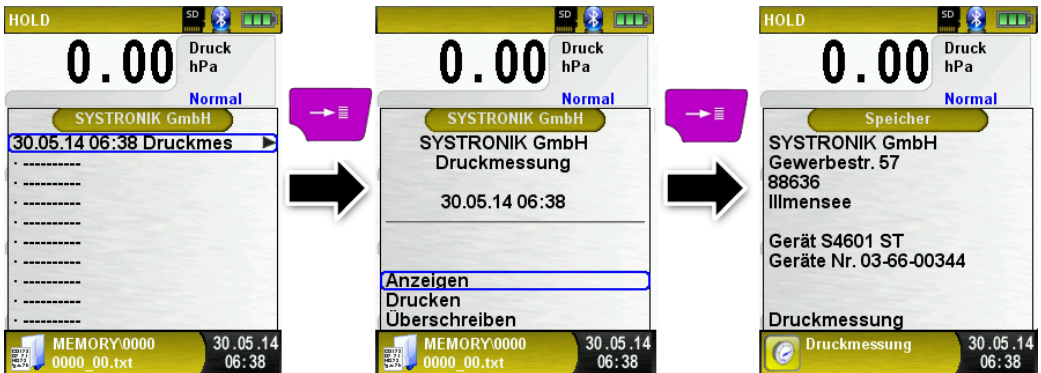 HOLD
SD
0.00
Druck
hPa
Normal
SYSTRONIK GmbH
30.05.14 06:38 Druckmes
· ----------
· ----------
· ----------
· ----------
· ----------
· ----------
· ----------
· ----------
· ----------
MEMORY\0000
0000_00.txt
30.05.14
06:38
SD
0.00
Druck
hPa
Normal
SYSTRONIK GmbH
SYSTRONIK GmbH
Druckmessung
30.05.14 06:38
Anzeigen
Drucken
Überschreiben
MEMORY\0000
0000_00.txt
30.05.14
06:38
HOLD
SD
0.00
Druck
hPa
Normal
Speicher
SYSTRONIK GmbH
Gewerbestr. 57
88636
Illmensee
Gerät S4601 ST
Geräte Nr. 03-66-00344
Druckmessung
Druckmessung
30.05.14
06:38